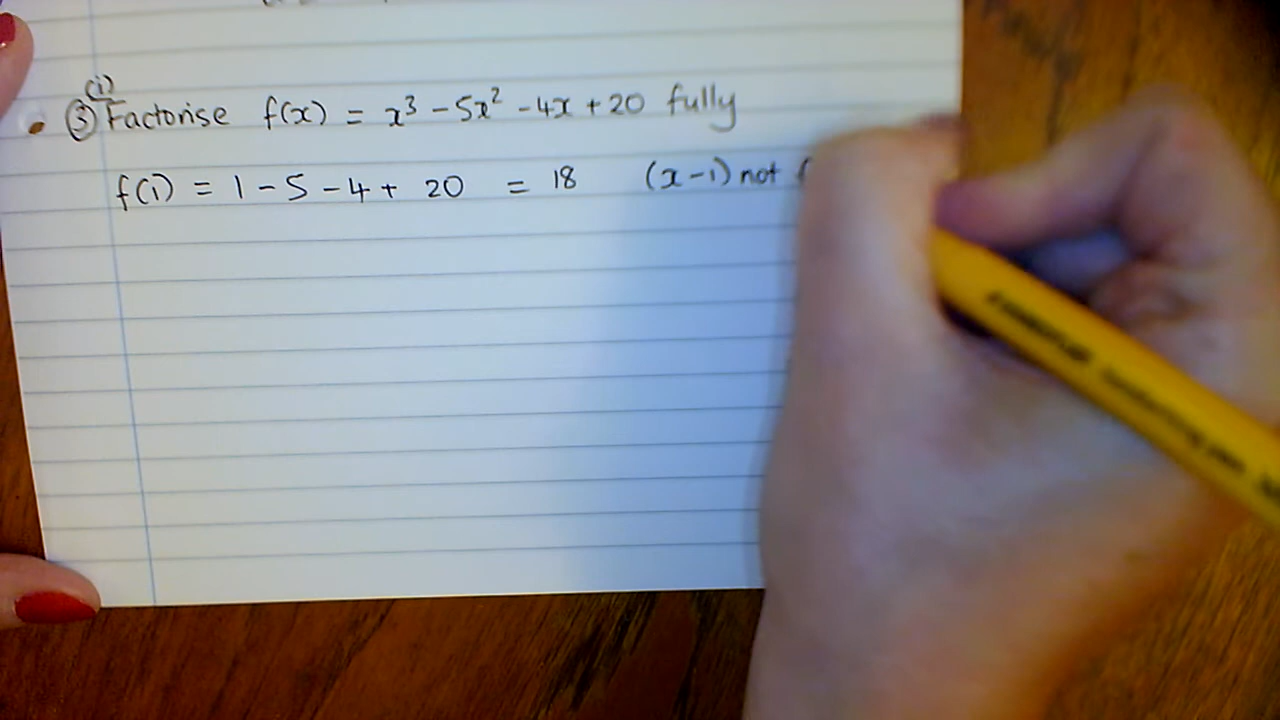 (i)
③ Factorise f(x) = x³ - 5x² - 4x + 20 fully
f(1) = 1 - 5 - 4 + 20 = 18 (x-1) not